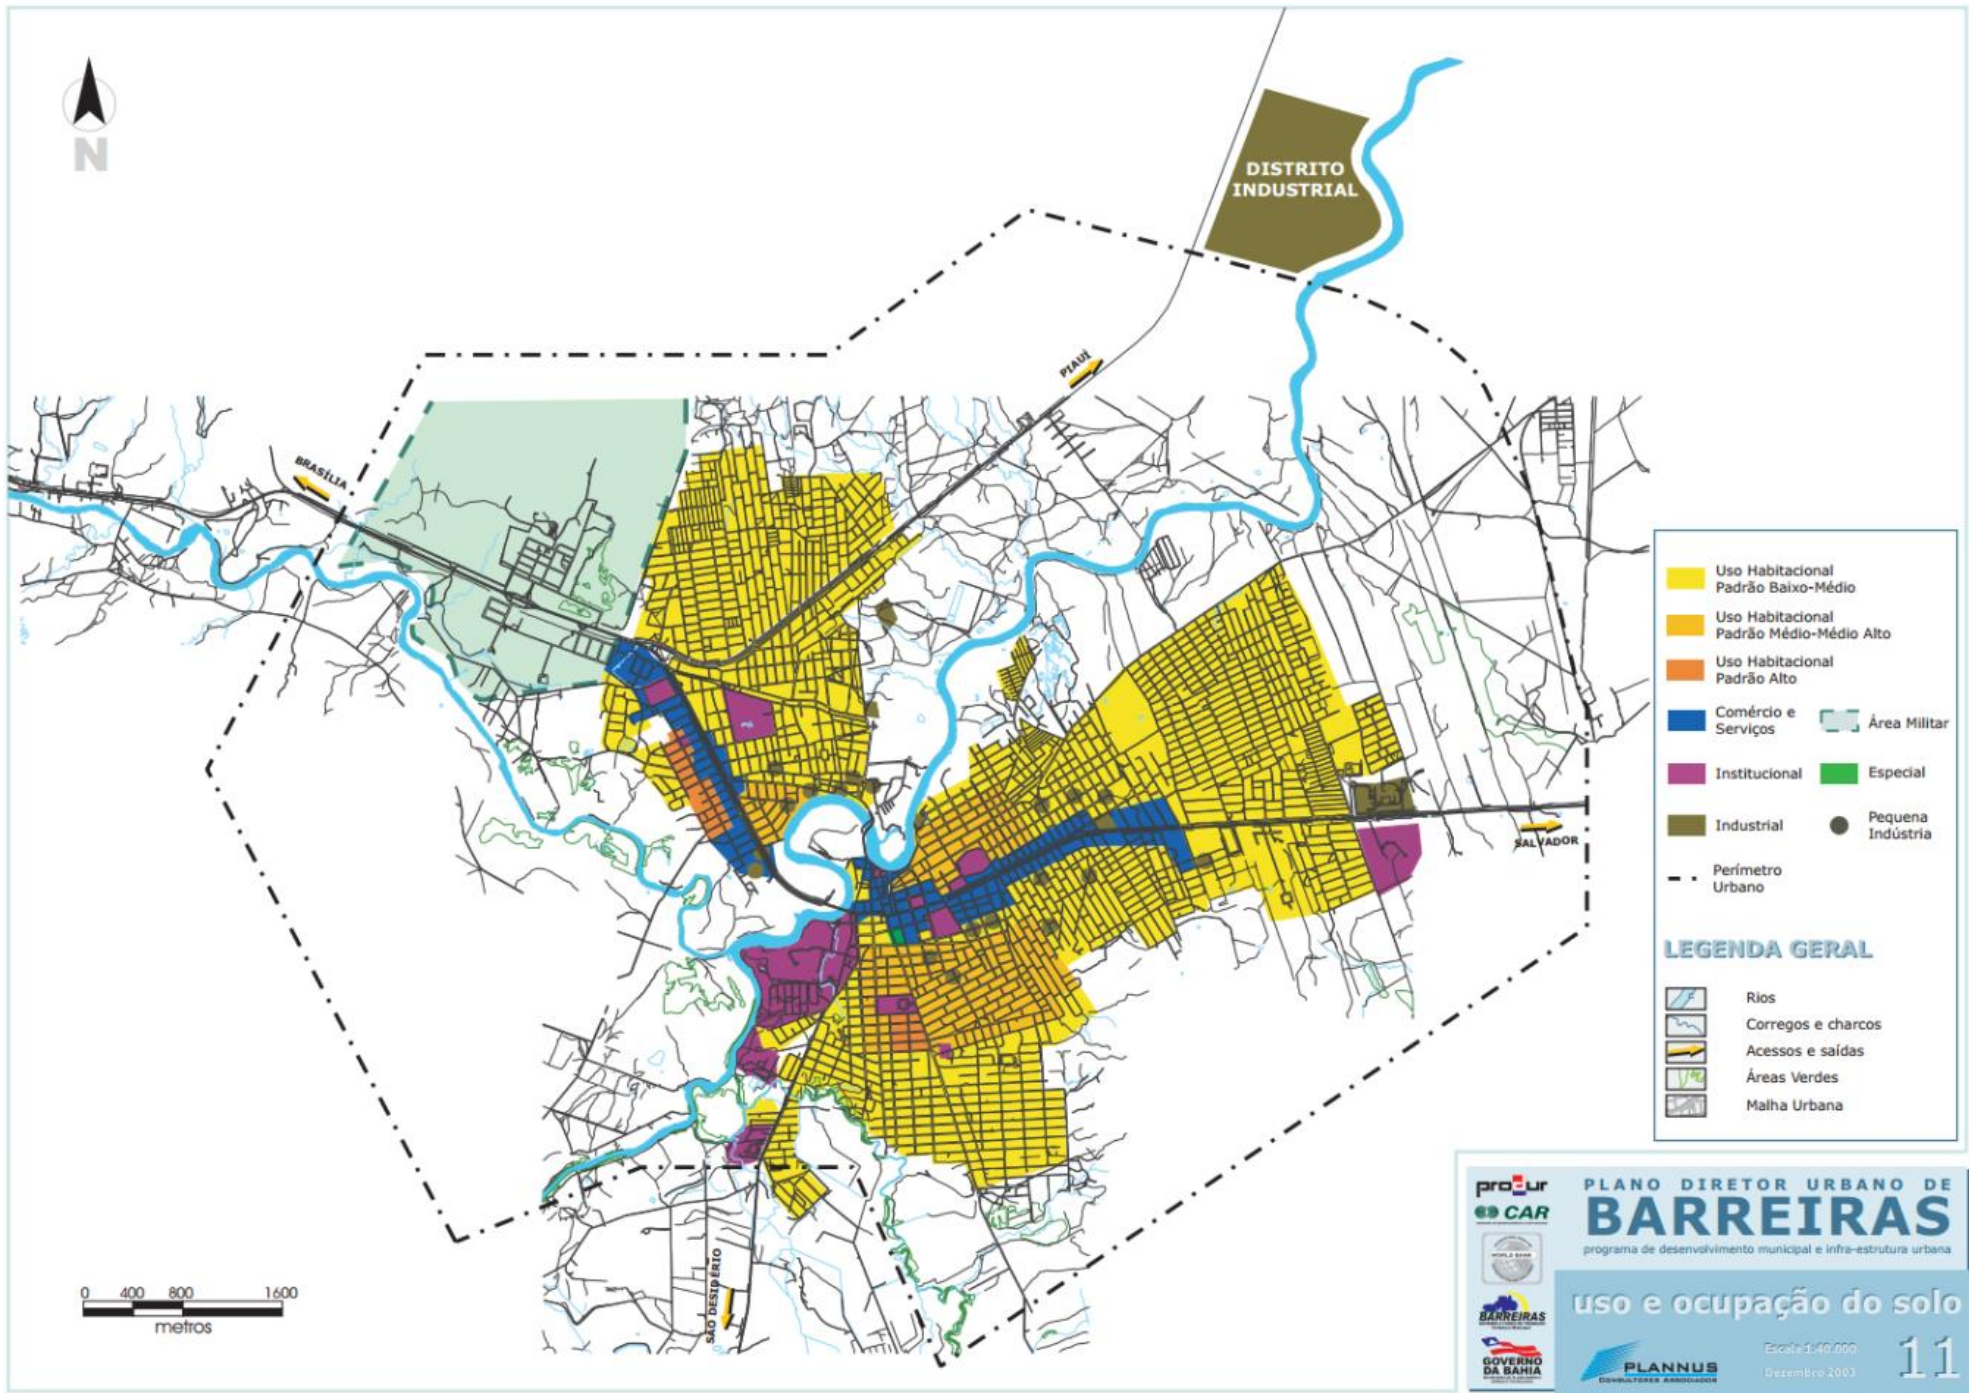 N
DISTRITO
INDUSTRIAL
PIAUÍ
BRASÍLIA
SALVADOR
SÃO DESIDÉRIO
0 400 800 1600
metros
Uso Habitacional
Padrão Baixo-Médio
Uso Habitacional
Padrão Médio-Médio Alto
Uso Habitacional
Padrão Alto
Comércio e
Serviços
Área Militar
Institucional
Especial
Industrial
Pequena
Indústria
Perímetro
Urbano
LEGENDA GERAL
Rios
Corregos e charcos
Acessos e saídas
Áreas Verdes
Malha Urbana
produr
CAR
WORLD BANK
BARREIRAS
GOVERNO
DA BAHIA
PLANO DIRETOR URBANO DE
BARREIRAS
programa de desenvolvimento municipal e infra-estrutura urbana
uso e ocupação do solo
Escala 1:40.000
Dezembro 2003
11
PLANNUS
CONSULTORES ASSOCIADOS